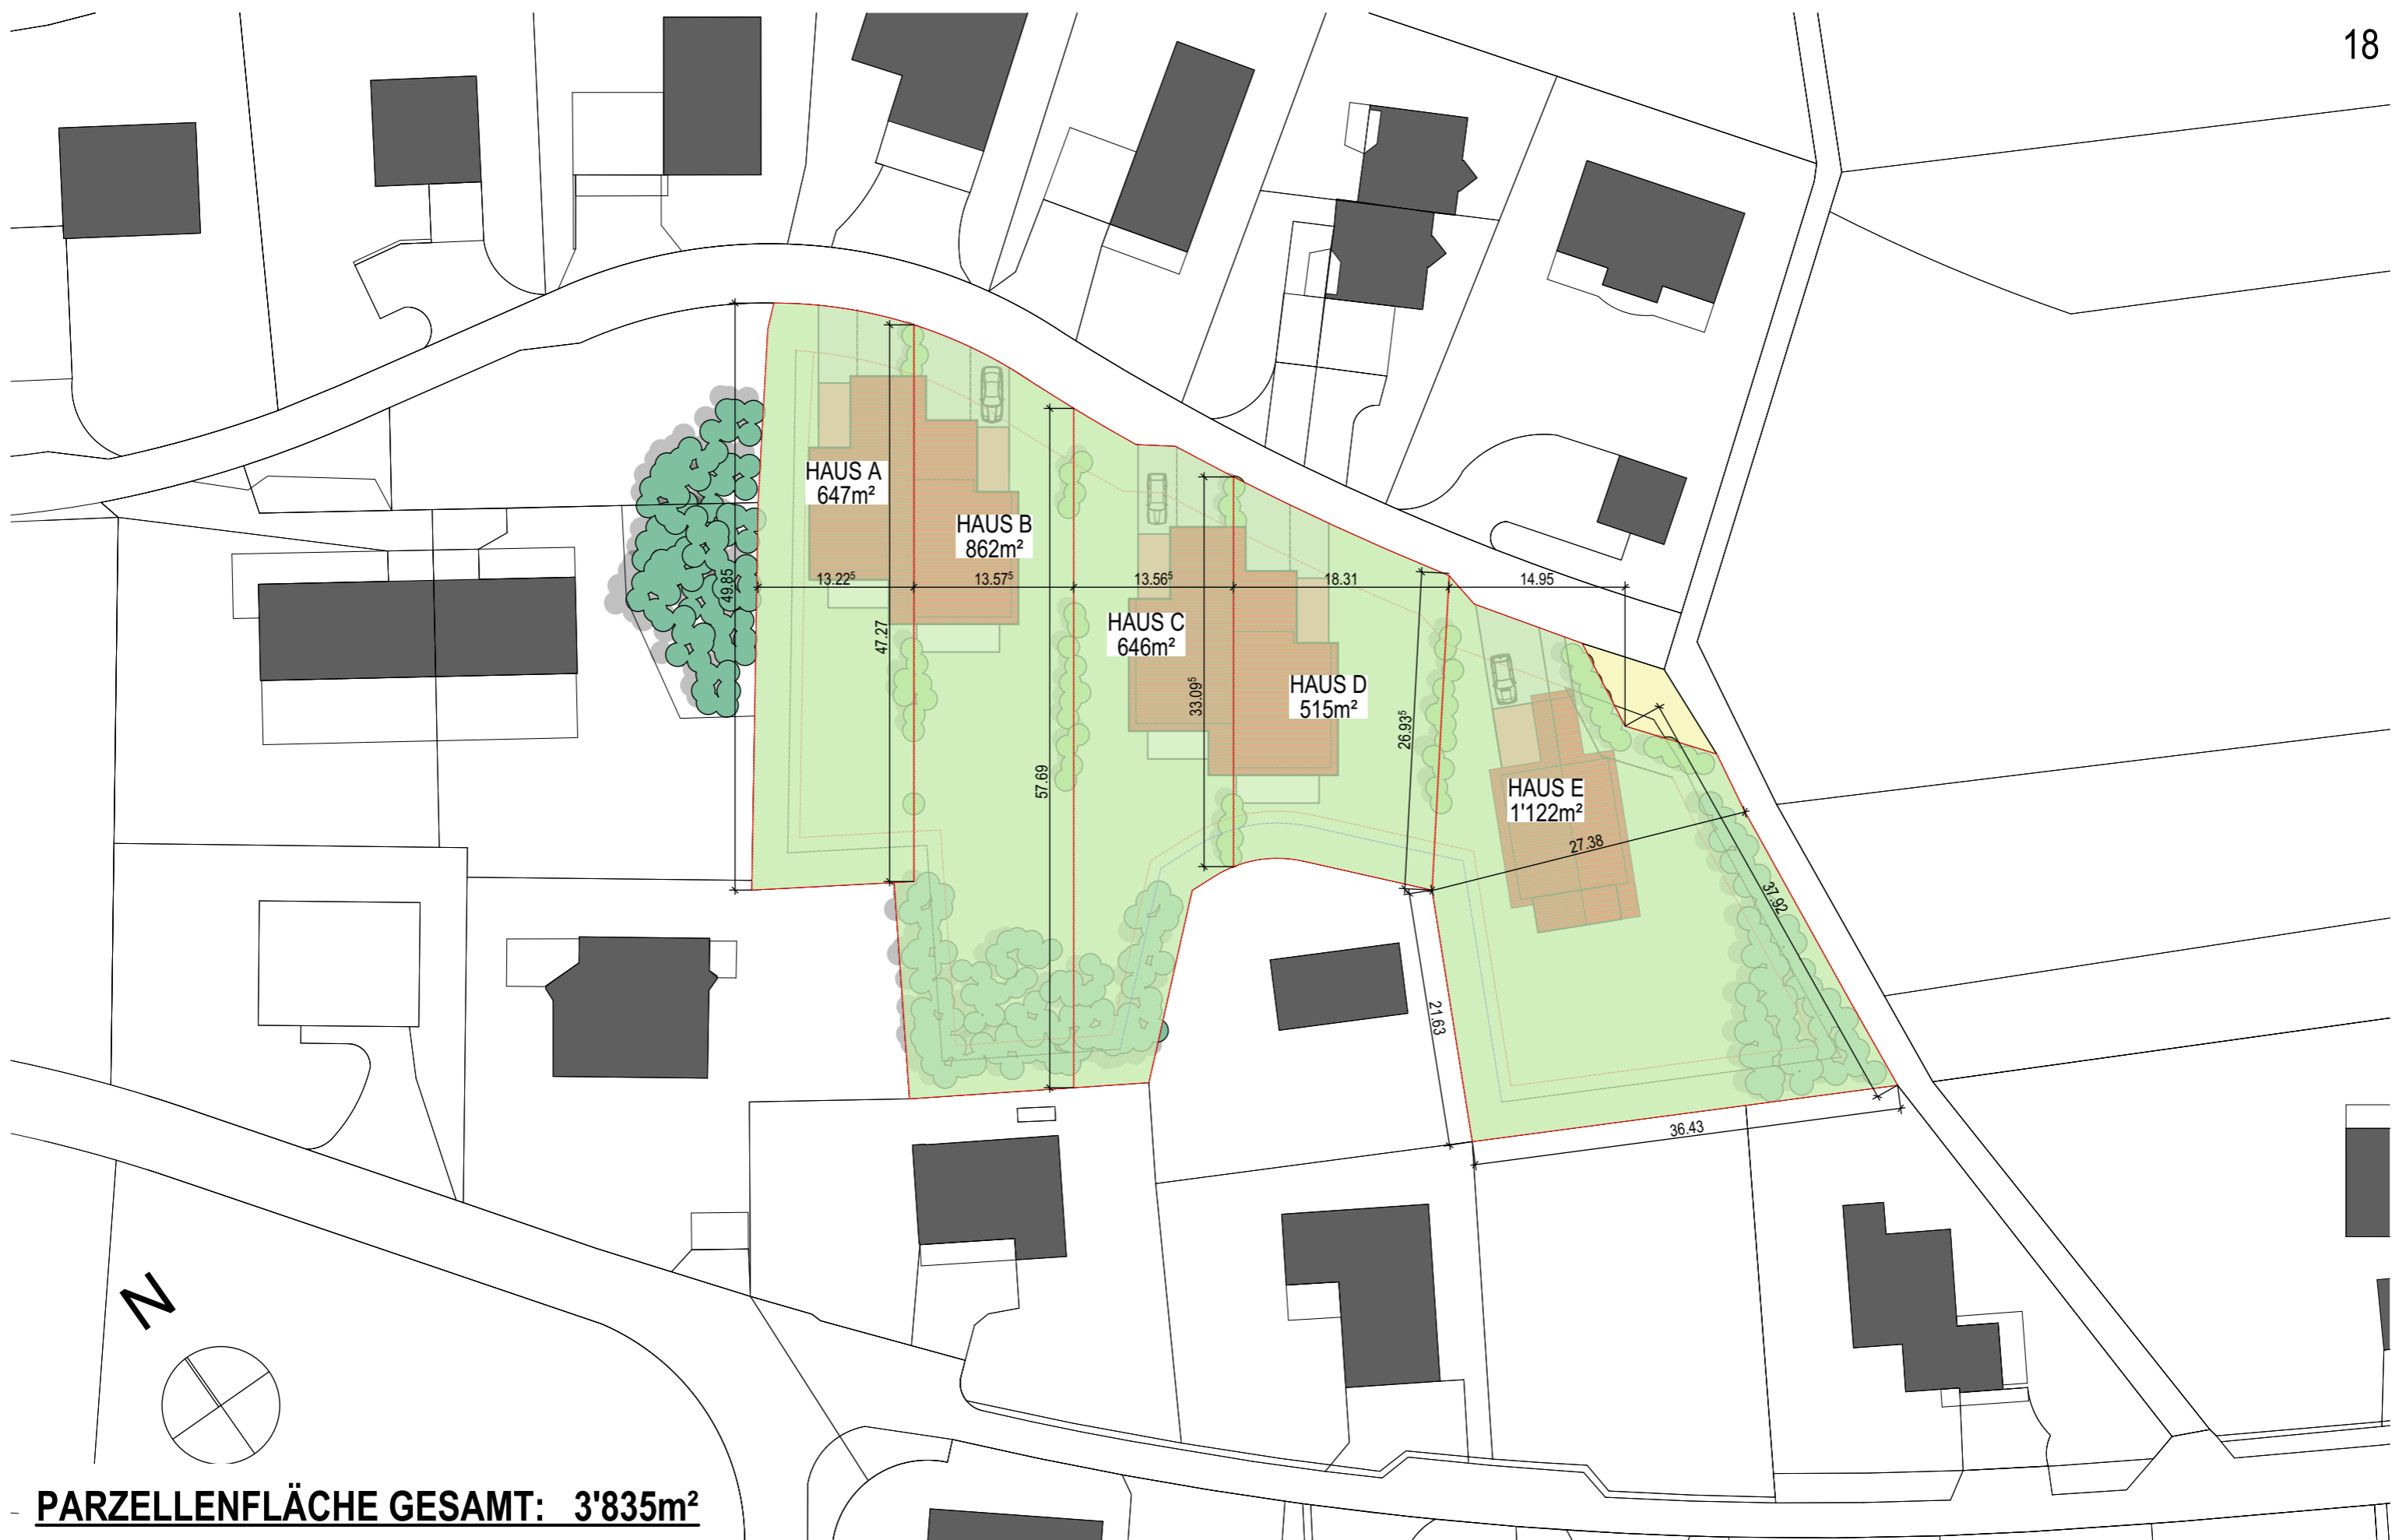 18
HAUS A
647m²
HAUS B
862m²
49.85
13.22⁵
13.57⁵
13.56⁵
18.31
14.95
47.27
HAUS C
646m²
HAUS D
515m²
33.09⁵
26.93⁵
57.69
HAUS E
1'122m²
27.38
37.92
21.63
36.43
N
PARZELLENFLÄCHE GESAMT: 3'835m²